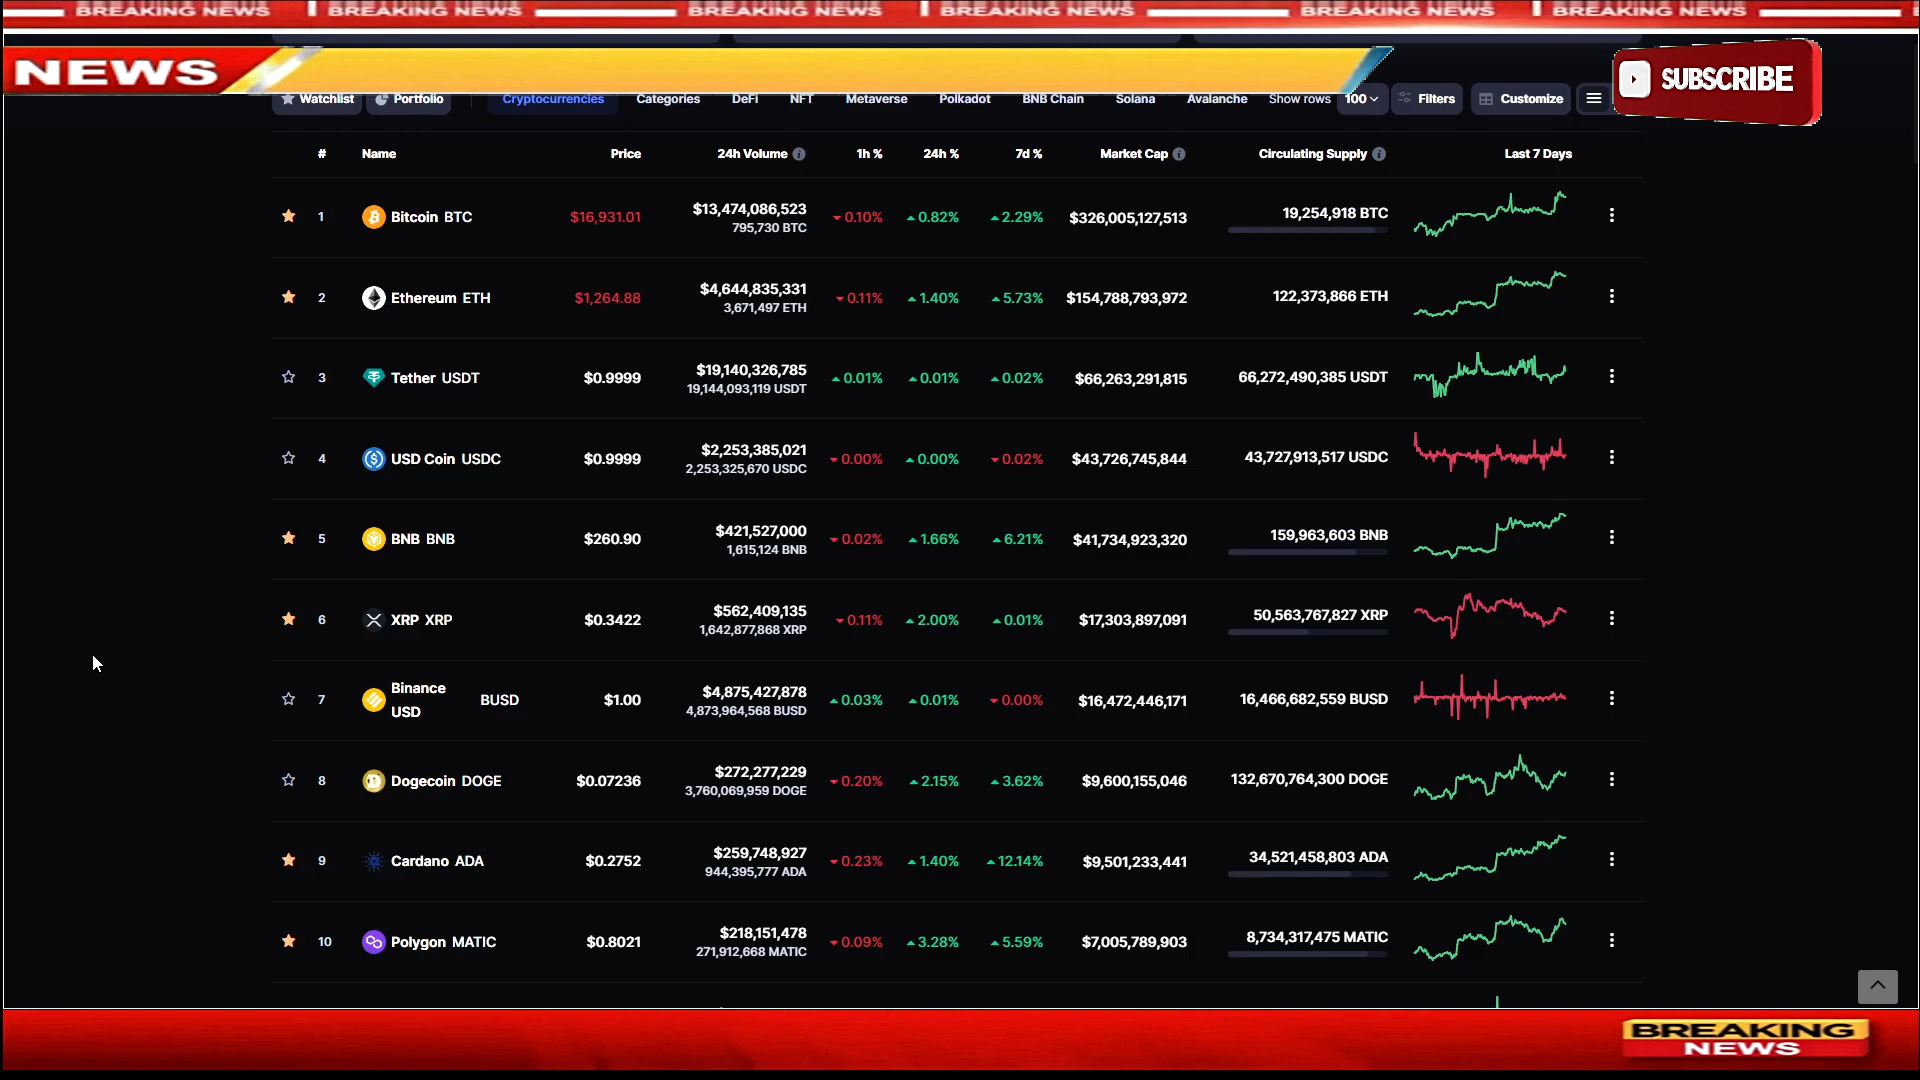 BREAKING NEWS BREAKING NEWS BREAKING NEWS BREAKING NEWS BREAKING NEWS BREAKING NEWS
NEWS
SUBSCRIBE
Watchlist Portfolio Cryptocurrencies Categories DeFi NFT Metaverse Polkadot BNB Chain Solana Avalanche Show rows 100 Filters Customize
# Name Price 24h Volume 1h % 24h % 7d % Market Cap Circulating Supply Last 7 Days
1 Bitcoin BTC $16,931.01 $13,474,086,523 0.10% 0.82% 2.29% $326,005,127,513 19,254,918 BTC
795,730 BTC
2 Ethereum ETH $1,264.88 $4,644,835,331 0.11% 1.40% 5.73% $154,788,793,972 122,373,866 ETH
3,671,497 ETH
3 Tether USDT $0.9999 $19,140,326,785 0.01% 0.01% 0.02% $66,263,291,815 66,272,490,385 USDT
19,144,093,119 USDT
4 USD Coin USDC $0.9999 $2,253,385,021 0.00% 0.00% 0.02% $43,726,745,844 43,727,913,517 USDC
2,253,325,670 USDC
5 BNB BNB $260.90 $421,527,000 0.02% 1.66% 6.21% $41,734,923,320 159,963,603 BNB
1,615,124 BNB
6 XRP XRP $0.3422 $562,409,135 0.11% 2.00% 0.01% $17,303,897,091 50,563,767,827 XRP
1,642,877,868 XRP
7 Binance USD BUSD $1.00 $4,875,427,878 0.03% 0.01% 0.00% $16,472,446,171 16,466,682,559 BUSD
4,873,964,568 BUSD
8 Dogecoin DOGE $0.07236 $272,277,229 0.20% 2.15% 3.62% $9,600,155,046 132,670,764,300 DOGE
3,760,069,959 DOGE
9 Cardano ADA $0.2752 $259,748,927 0.23% 1.40% 12.14% $9,501,233,441 34,521,458,803 ADA
944,395,777 ADA
10 Polygon MATIC $0.8021 $218,151,478 0.09% 3.28% 5.59% $7,005,789,903 8,734,317,475 MATIC
271,912,668 MATIC
BREAKING
NEWS